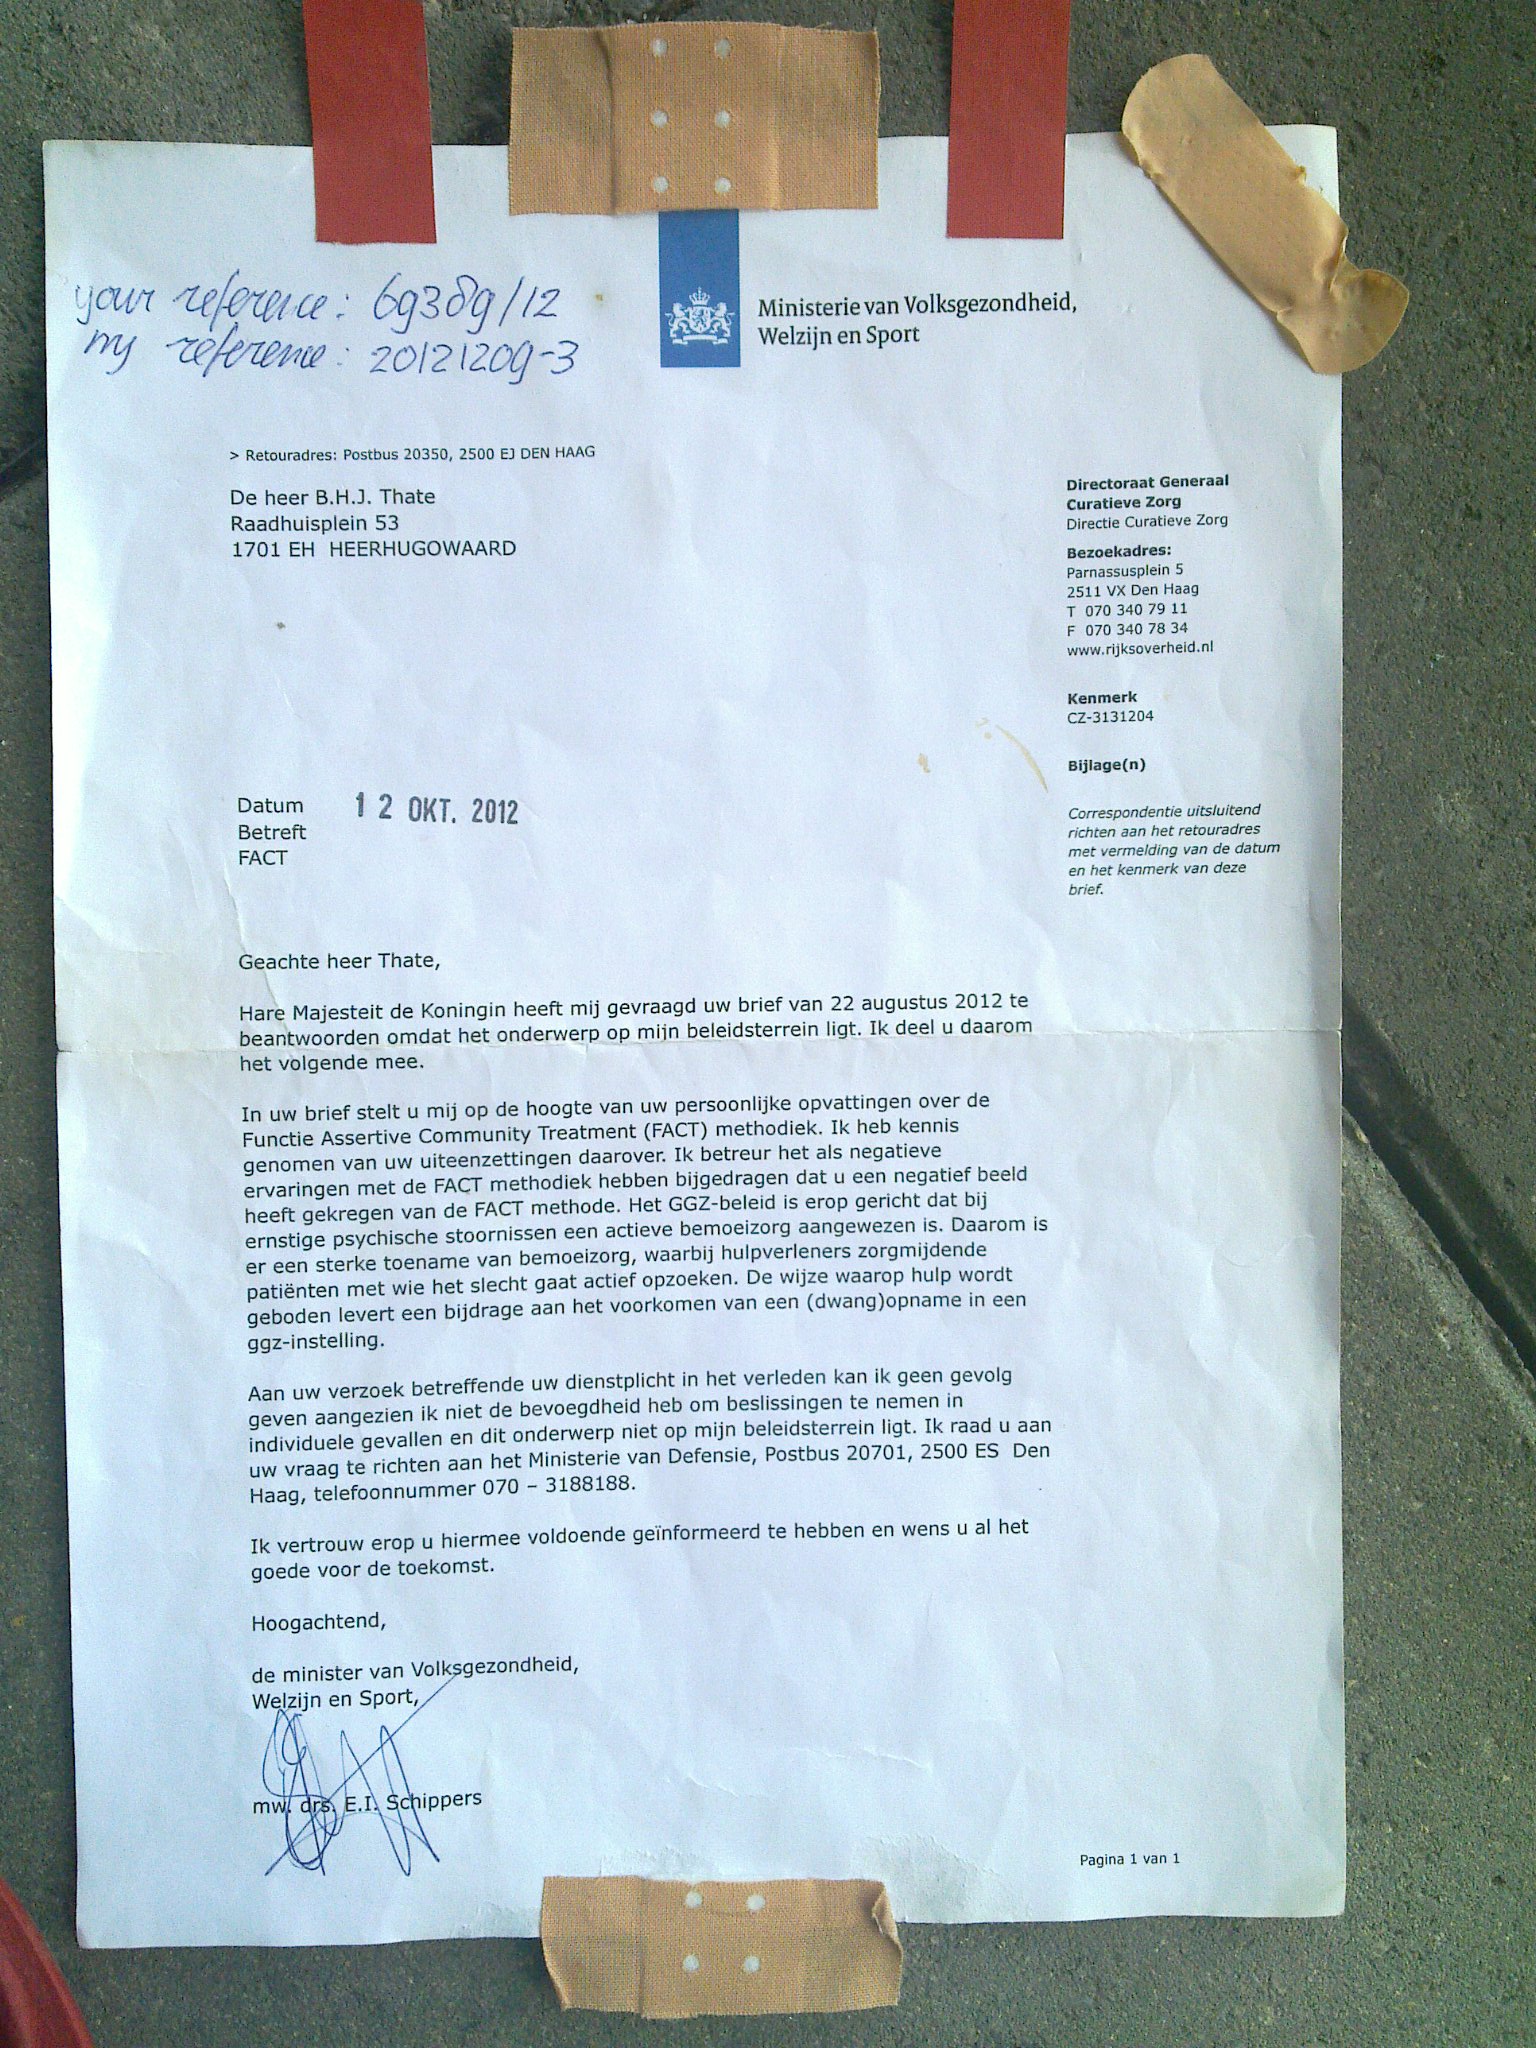 your reference: 69389/12
my reference: 20121209-3
Ministerie van Volksgezondheid,
Welzijn en Sport
> Retouradres: Postbus 20350, 2500 EJ DEN HAAG
De heer B.H.J. Thate
Raadhuisplein 53
1701 EH HEERHUGOWAARD
Directoraat Generaal
Curatieve Zorg
Directie Curatieve Zorg
Bezoekadres:
Parnassusplein 5
2511 VX Den Haag
T 070 340 79 11
F 070 340 78 34
www.rijksoverheid.nl
Kenmerk
CZ-3131204
Bijlage(n)
Correspondentie uitsluitend
richten aan het retouradres
met vermelding van de datum
en het kenmerk van deze
brief.
Datum 12 OKT. 2012
Betreft
FACT
Geachte heer Thate,
Hare Majesteit de Koningin heeft mij gevraagd uw brief van 22 augustus 2012 te
beantwoorden omdat het onderwerp op mijn beleidsterrein ligt. Ik deel u daarom
het volgende mee.
In uw brief stelt u mij op de hoogte van uw persoonlijke opvattingen over de
Functie Assertive Community Treatment (FACT) methodiek. Ik heb kennis
genomen van uw uiteenzettingen daarover. Ik betreur het als negatieve
ervaringen met de FACT methodiek hebben bijgedragen dat u een negatief beeld
heeft gekregen van de FACT methode. Het GGZ-beleid is erop gericht dat bij
ernstige psychische stoornissen een actieve bemoeizorg aangewezen is. Daarom is
er een sterke toename van bemoeizorg, waarbij hulpverleners zorgmijdende
patiënten met wie het slecht gaat actief opzoeken. De wijze waarop hulp wordt
geboden levert een bijdrage aan het voorkomen van een (dwang)opname in een
ggz-instelling.
Aan uw verzoek betreffende uw dienstplicht in het verleden kan ik geen gevolg
geven aangezien ik niet de bevoegdheid heb om beslissingen te nemen in
individuele gevallen en dit onderwerp niet op mijn beleidsterrein ligt. Ik raad u aan
uw vraag te richten aan het Ministerie van Defensie, Postbus 20701, 2500 ES Den
Haag, telefoonnummer 070 – 3188188.
Ik vertrouw erop u hiermee voldoende geïnformeerd te hebben en wens u al het
goede voor de toekomst.
Hoogachtend,
de minister van Volksgezondheid,
Welzijn en Sport,
mw. drs. E.I. Schippers
Pagina 1 van 1